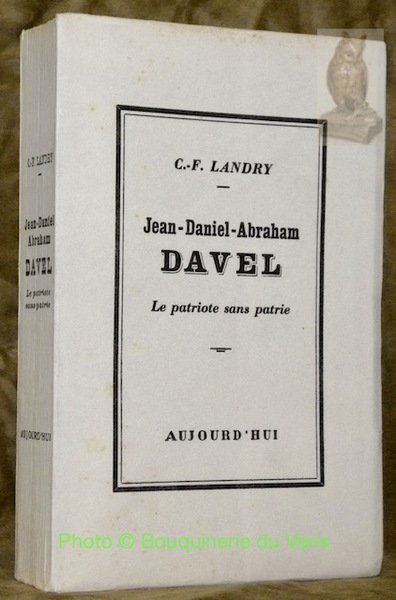 C.-F. LANDRY
Jean-Daniel
Abraham
DAVEL
Le patriote
sans patrie
AUJOURD'HUI
C.-F. LANDRY
Jean-Daniel-Abraham
DAVEL
Le patriote sans patrie
AUJOURD'HUI
Photo © Bouquinerie du Varis